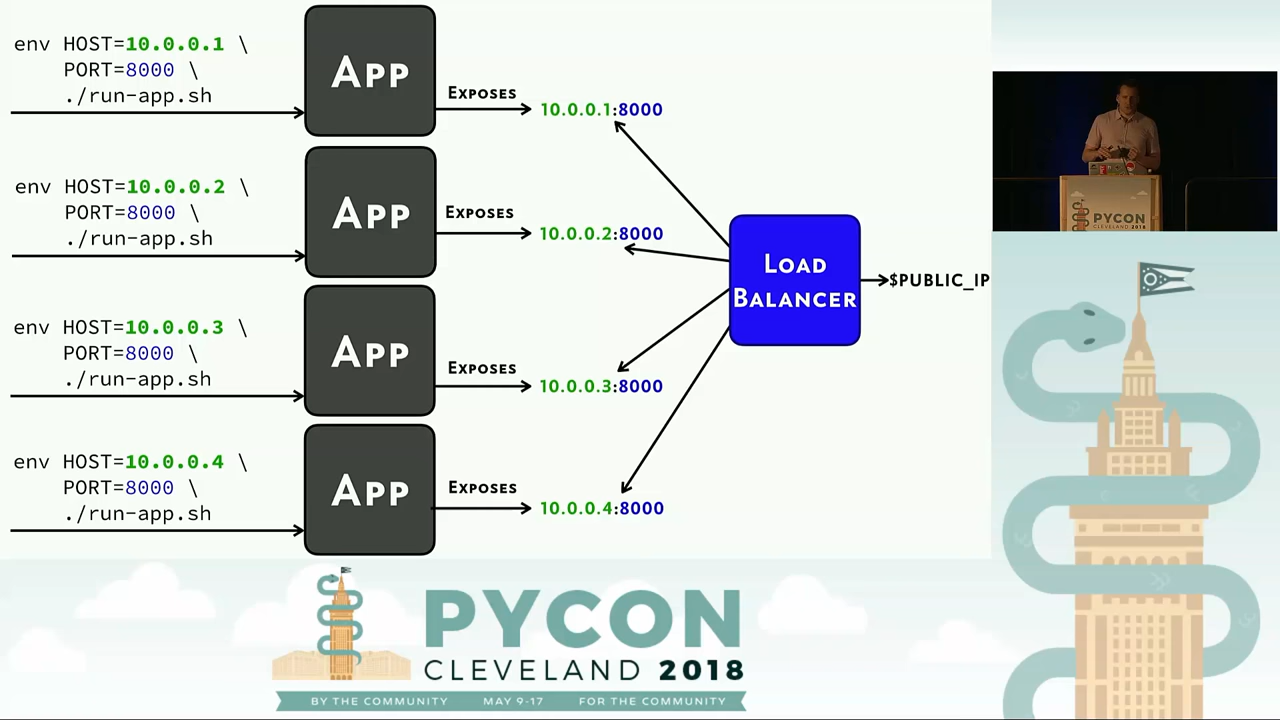 env HOST=10.0.0.1 \
PORT=8000 \
./run-app.sh
App
Exposes
10.0.0.1:8000
env HOST=10.0.0.2 \
PORT=8000 \
./run-app.sh
App
Exposes
10.0.0.2:8000
env HOST=10.0.0.3 \
PORT=8000 \
./run-app.sh
App
Exposes
10.0.0.3:8000
env HOST=10.0.0.4 \
PORT=8000 \
./run-app.sh
App
Exposes
10.0.0.4:8000
Load
Balancer
$PUBLIC_IP
PYCON
CLEVELAND 2018
PYCON
CLEVELAND 2018
BY THE COMMUNITY MAY 9-17 FOR THE COMMUNITY